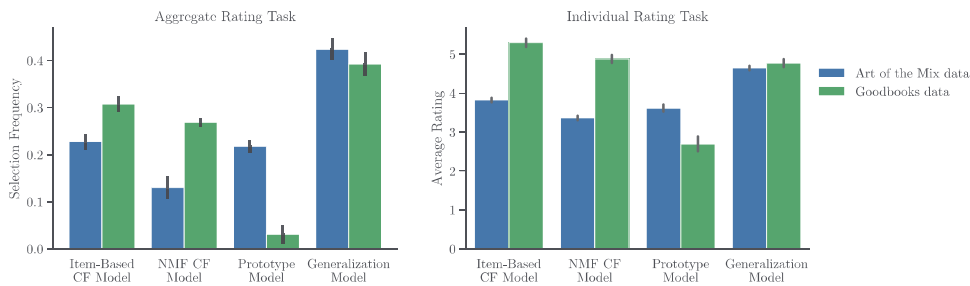 Aggregate Rating Task
Selection Frequency
0.4
0.3
0.2
0.1
0.0
Item-Based
CF Model
NMF CF
Model
Prototype
Model
Generalization
Model
Individual Rating Task
Average Rating
5
4
3
2
1
0
Item-Based
CF Model
NMF CF
Model
Prototype
Model
Generalization
Model
Art of the Mix data
Goodbooks data